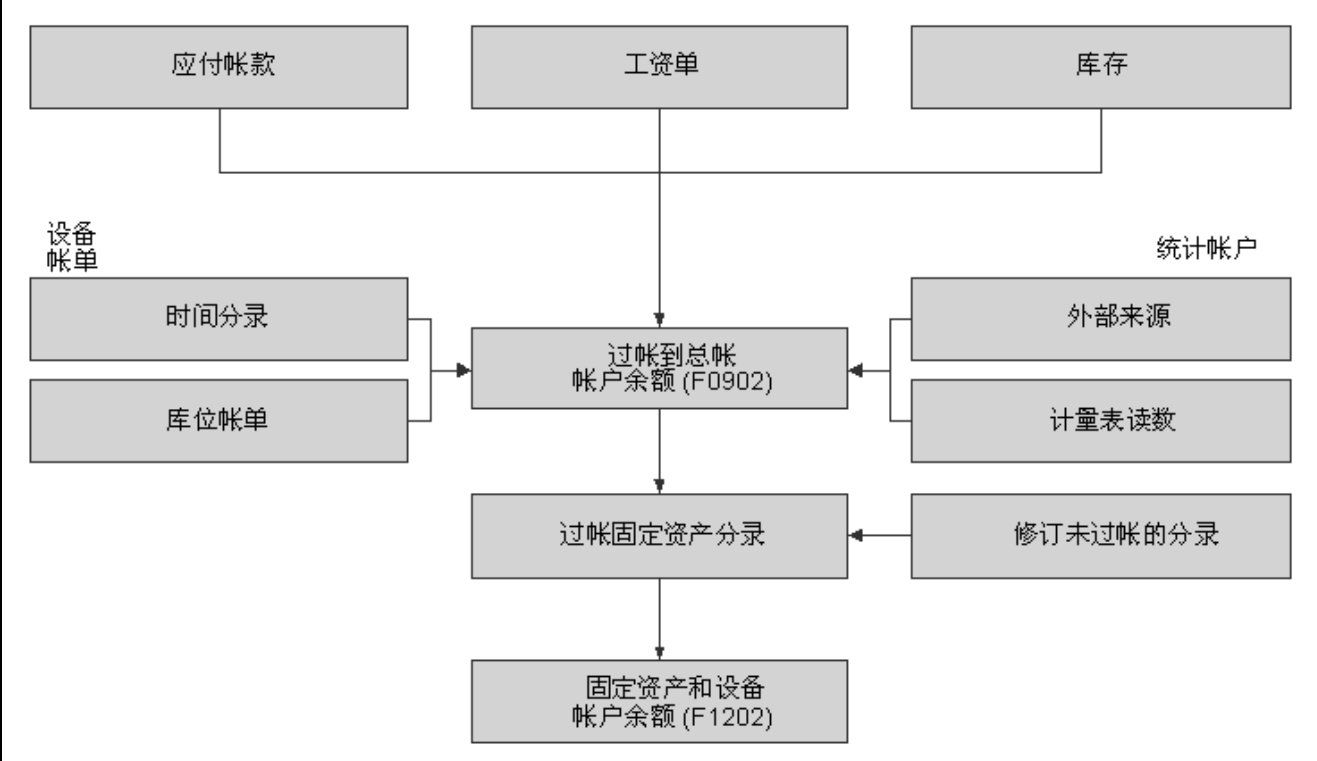 应付帐款
工资单
库存
设备
帐单
统计帐户
时间分录
外部来源
过帐到总帐
帐户余额 (F0902)
库位帐单
计量表读数
过帐固定资产分录
修订未过帐的分录
固定资产和设备
帐户余额 (F1202)